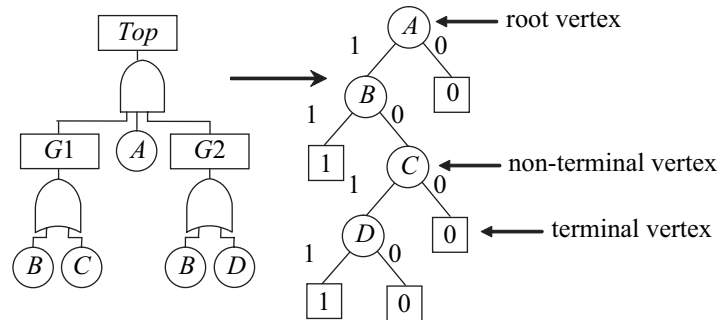 Top
G1
A
G2
B
C
B
D
A
root vertex
1
0
B
0
1
0
1
C
non-terminal vertex
1
0
D
0
terminal vertex
1
0
1
0